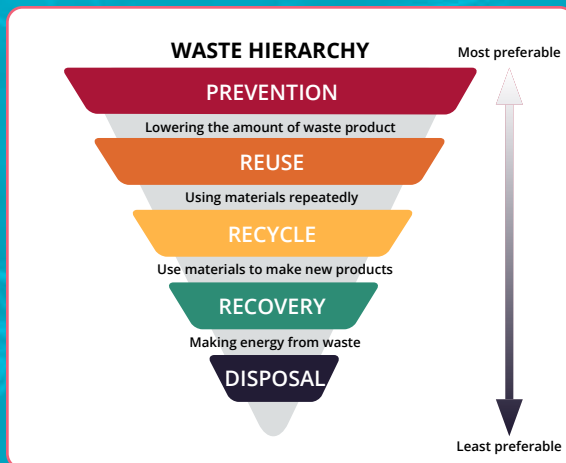 WASTE HIERARCHY
Most preferable
PREVENTION
Lowering the amount of waste product
REUSE
Using materials repeatedly
RECYCLE
Use materials to make new products
RECOVERY
Making energy from waste
DISPOSAL
Least preferable